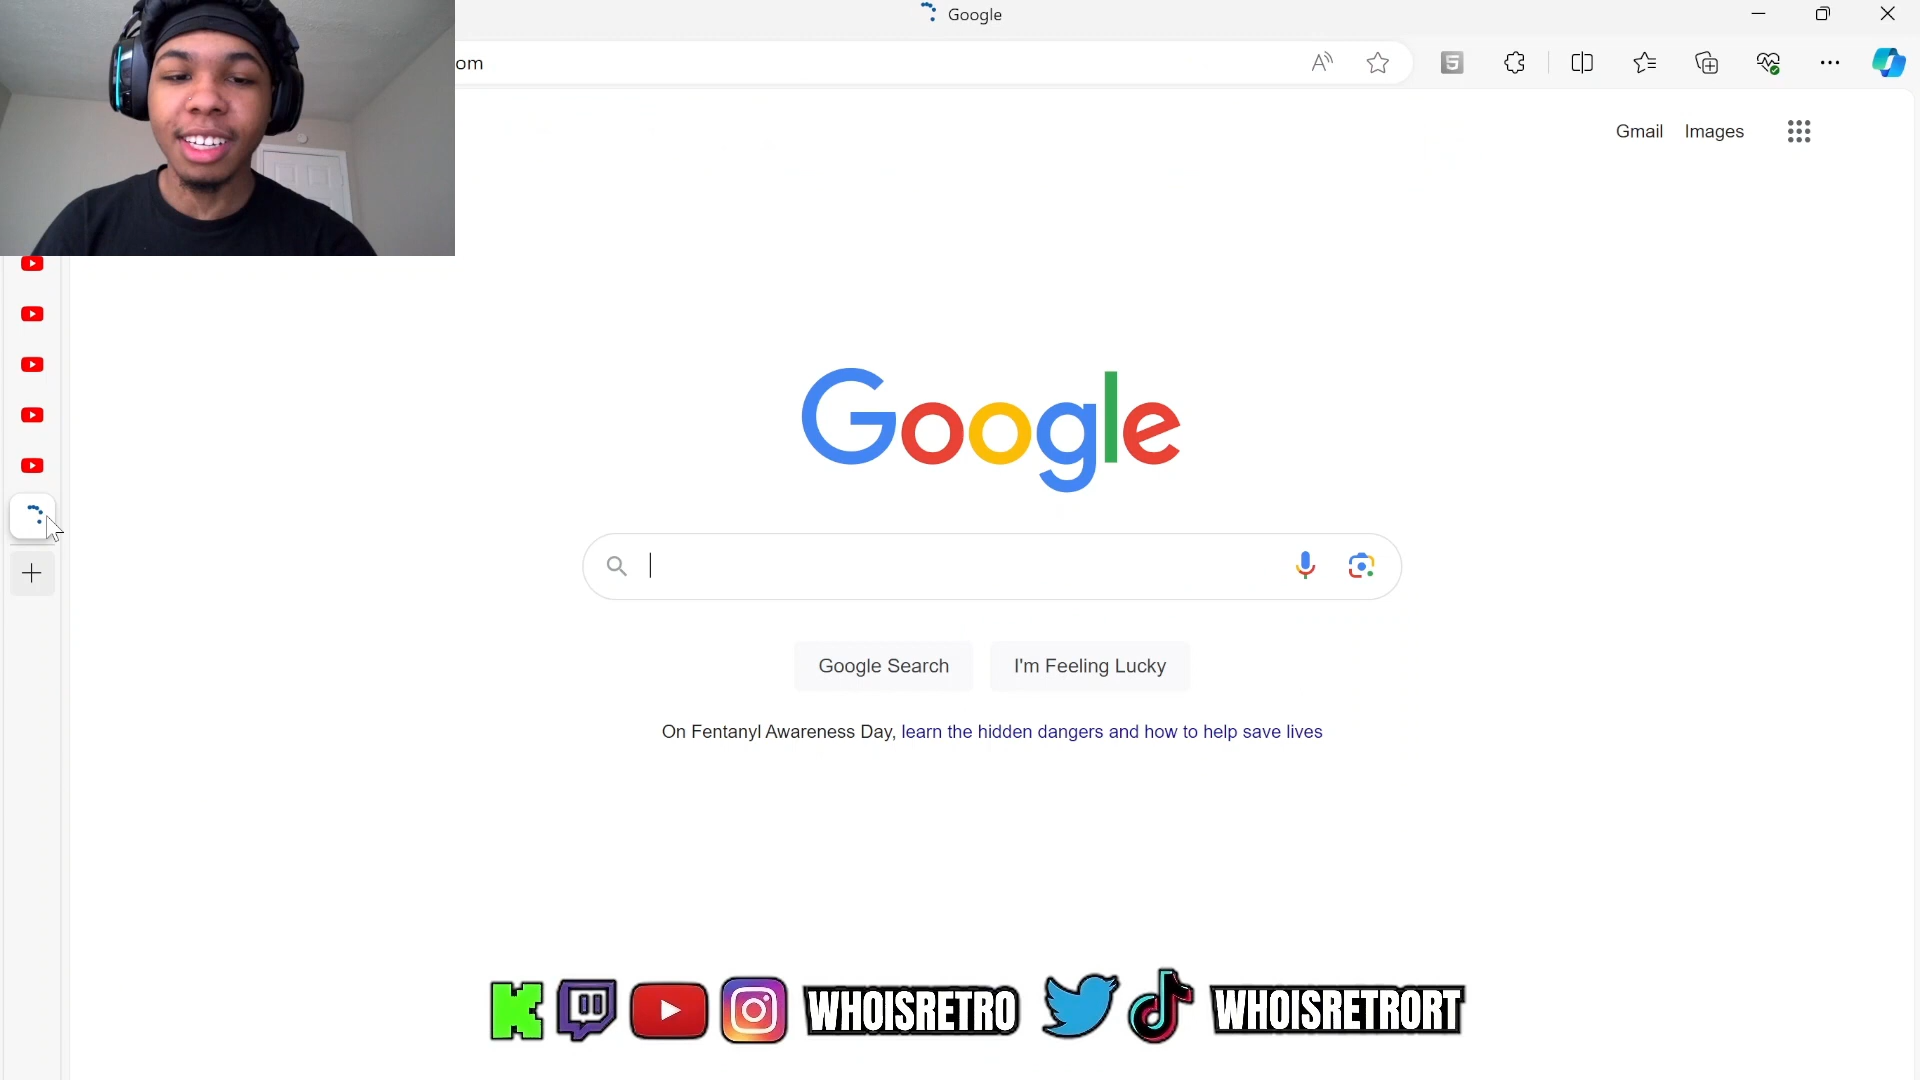 Google
om
Gmail Images
Google
Google Search I'm Feeling Lucky
On Fentanyl Awareness Day, learn the hidden dangers and how to help save lives
WHOISRETRO WHOISRETRORT